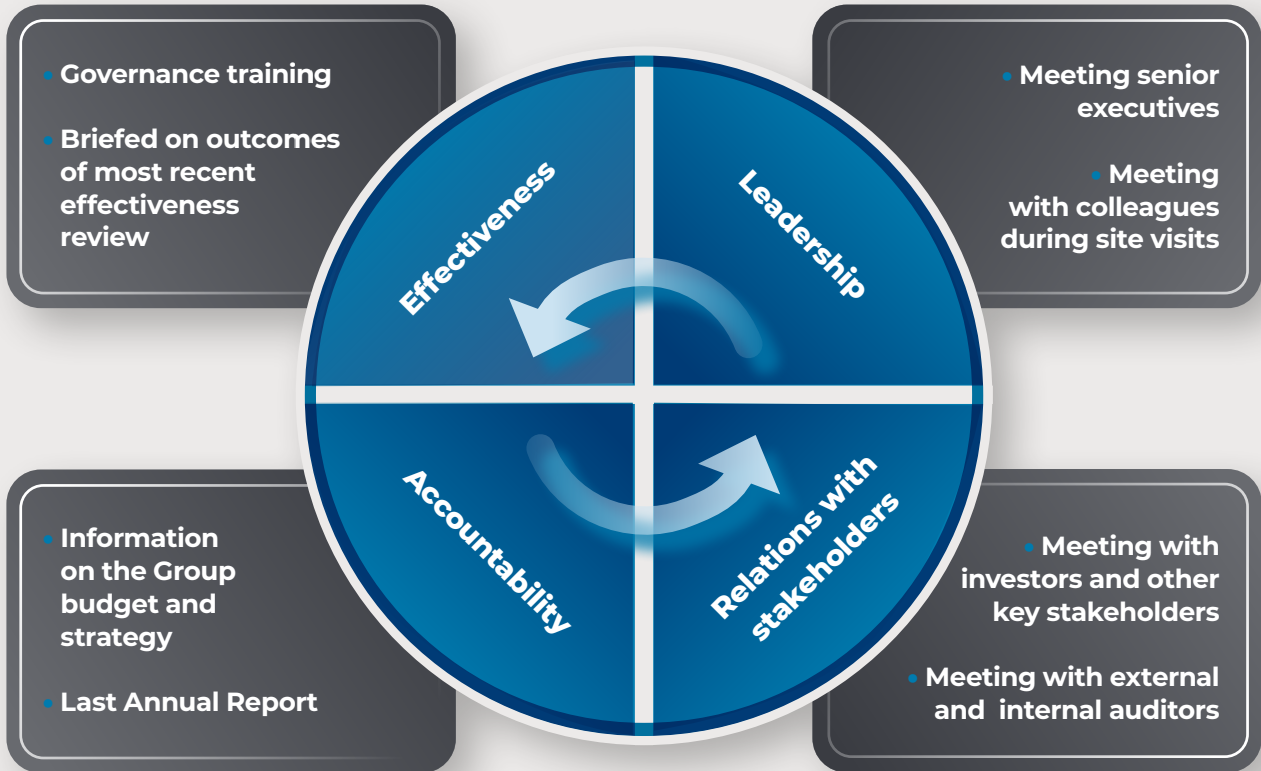 • Governance training
• Briefed on outcomes
of most recent
effectiveness
review
• Meeting senior
executives
• Meeting
with colleagues
during site visits
Effectiveness
Leadership
Accountability
Relations with
stakeholders
• Information
on the Group
budget and
strategy
• Last Annual Report
• Meeting with
investors and other
key stakeholders
• Meeting with external
and internal auditors